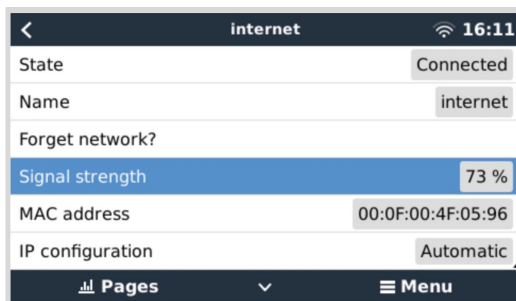 internet 16:11
State Connected
Name internet
Forget network?
Signal strength 73 %
MAC address 00:0F:00:4F:05:96
IP configuration Automatic
Pages Menu